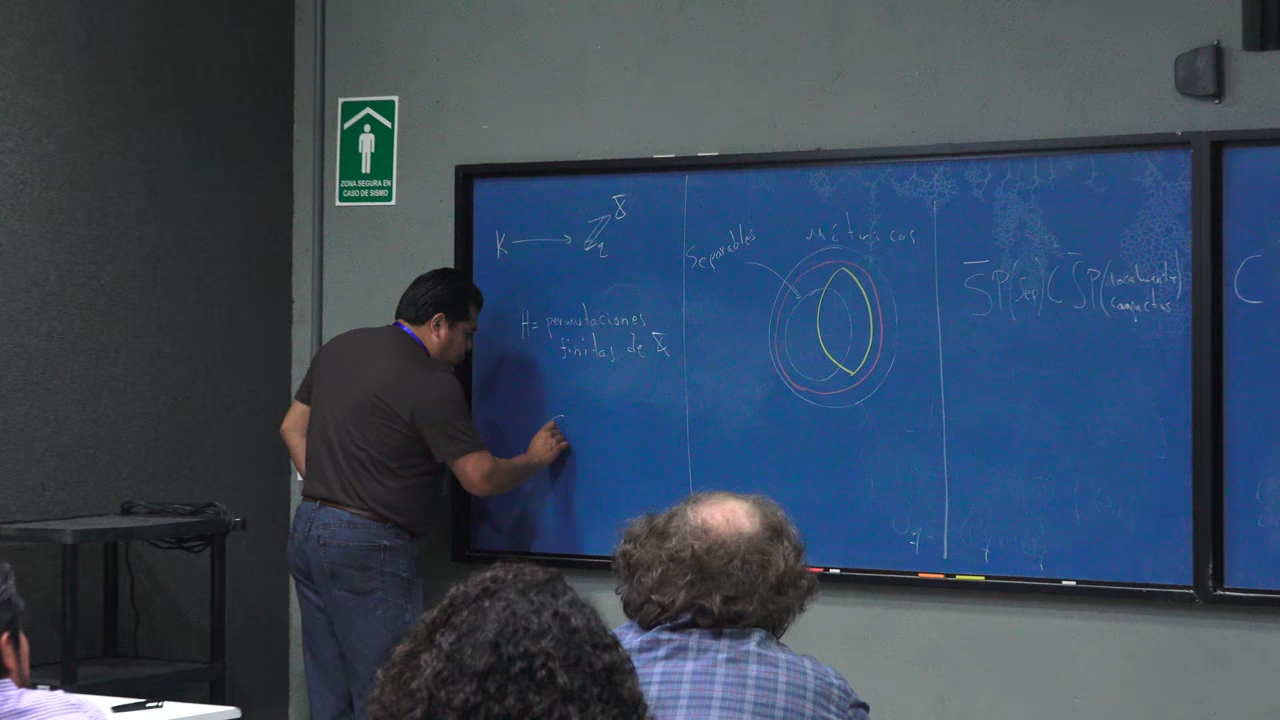 ZONA SEGURA EN
CASO DE SISMO
K → ℤ₂^X
H = permutaciones
finitas de X
Separables
Métricos
S̄P(Sep) ⊂ S̄P(localmente
compactos)
C